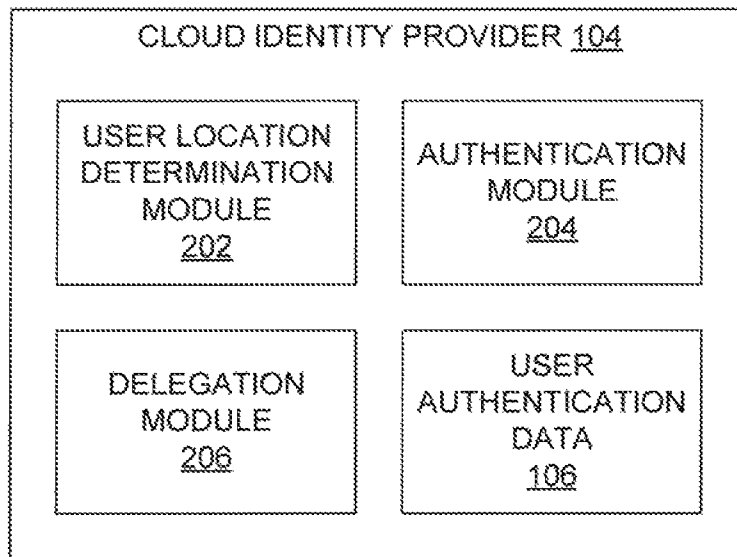 CLOUD IDENTITY PROVIDER 104
USER LOCATION
DETERMINATION
MODULE
202
AUTHENTICATION
MODULE
204
DELEGATION
MODULE
206
USER
AUTHENTICATION
DATA
106